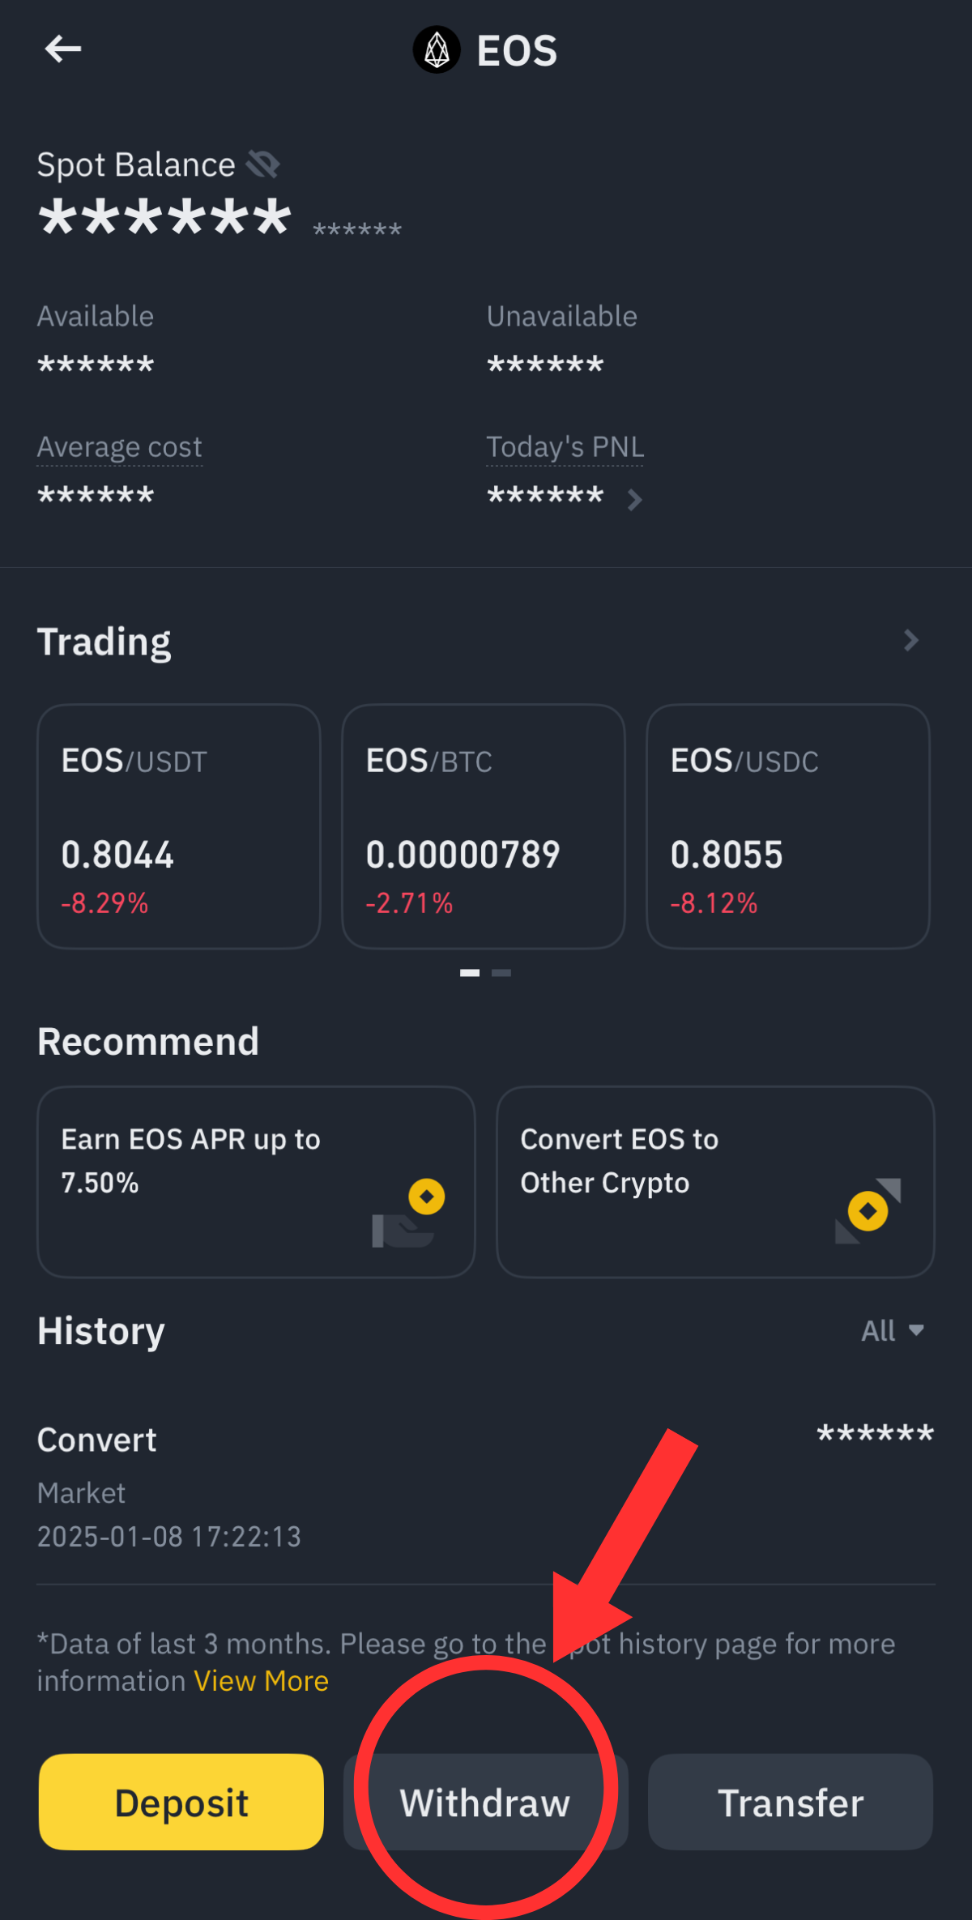 EOS
Spot Balance
****** ******
Available Unavailable
****** ******
Average cost Today's PNL
****** ******
Trading
EOS/USDT EOS/BTC EOS/USDC
0.8044 0.00000789 0.8055
-8.29% -2.71% -8.12%
Recommend
Earn EOS APR up to
7.50%
Convert EOS to
Other Crypto
History All
Convert ******
Market
2025-01-08 17:22:13
*Data of last 3 months. Please go to the spot history page for more
information View More
Deposit Withdraw Transfer